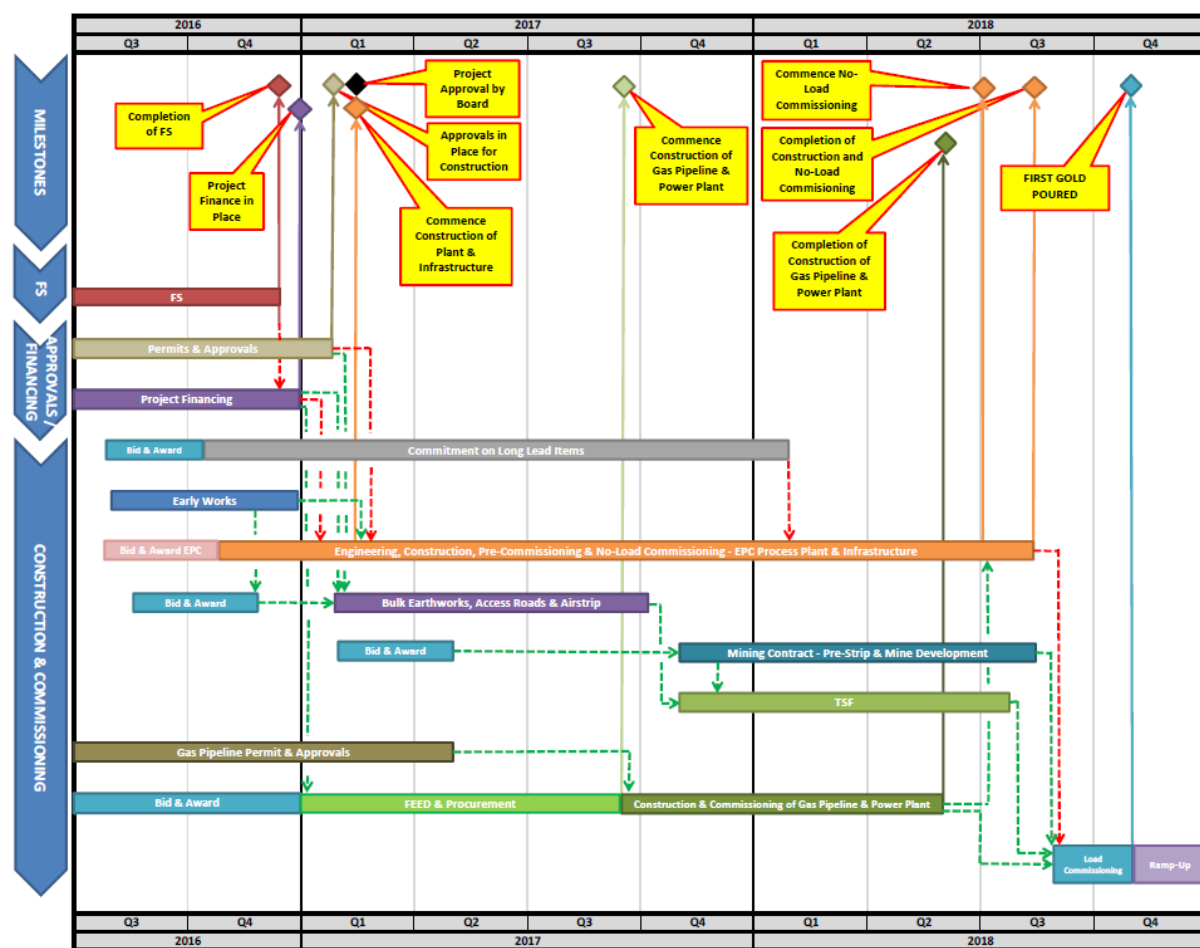 2016 2017 2018
Q3 Q4 Q1 Q2 Q3 Q4 Q1 Q2 Q3 Q4
MILESTONES
Completion
of FS
Project
Finance in
Place
Project
Approval by
Board
Approvals in
Place for
Construction
Commence
Construction of
Plant &
Infrastructure
Commence
Construction of
Gas Pipeline &
Power Plant
Commence No-
Load
Commissioning
Completion of
Construction and
No-Load
Commisioning
Completion of
Construction of
Gas Pipeline &
Power Plant
FIRST GOLD
POURED
FS
FS
APPROVALS /
FINANCING
Permits & Approvals
Project Financing
CONSTRUCTION & COMMISSIONING
Bid & Award Commitment on Long Lead Items
Early Works
Bid & Award EPC Engineering, Construction, Pre-Commissioning & No-Load Commissioning - EPC Process Plant & Infrastructure
Bid & Award Bulk Earthworks, Access Roads & Airstrip
Bid & Award Mining Contract - Pre-Strip & Mine Development
TSF
Gas Pipeline Permit & Approvals
Bid & Award FEED & Procurement Construction & Commissioning of Gas Pipeline & Power Plant
Load
Commissioning
Ramp-Up
Q3 Q4 Q1 Q2 Q3 Q4 Q1 Q2 Q3 Q4
2016 2017 2018